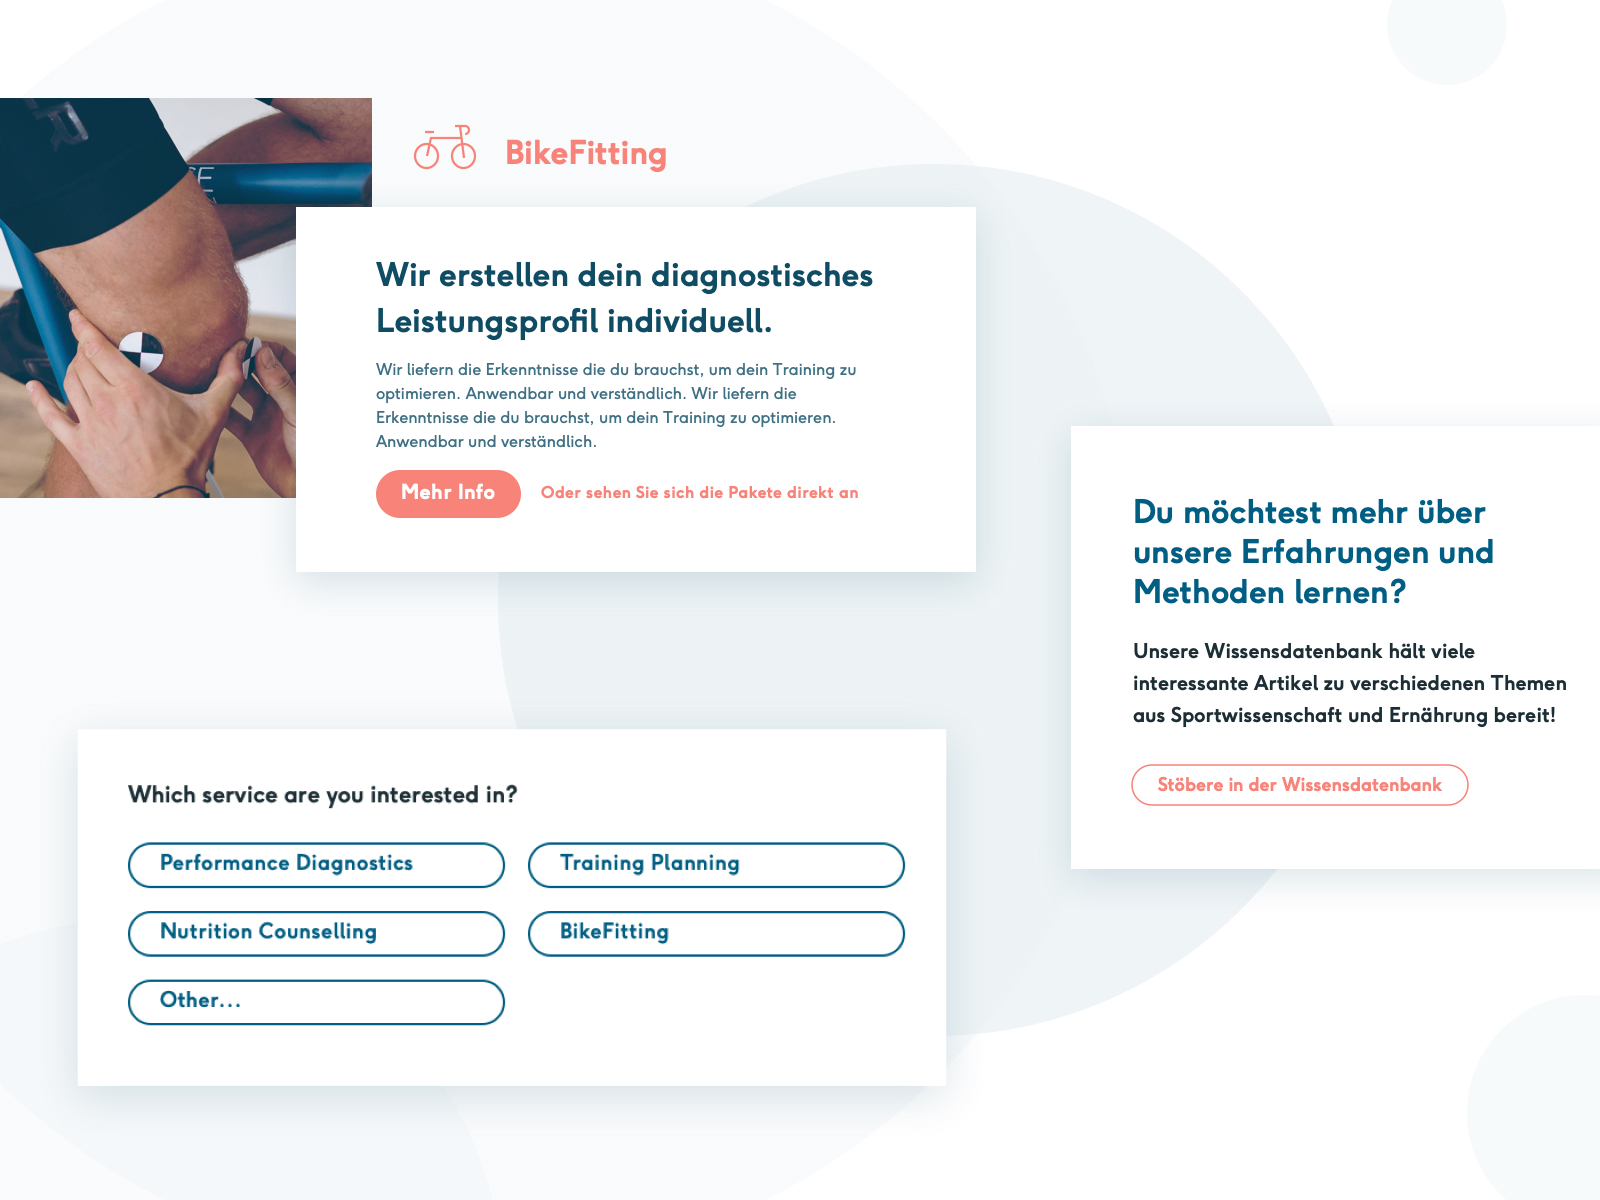 BikeFitting
Wir erstellen dein diagnostisches
Leistungsprofil individuell.
Wir liefern die Erkenntnisse die du brauchst, um dein Training zu
optimieren. Anwendbar und verständlich. Wir liefern die
Erkenntnisse die du brauchst, um dein Training zu optimieren.
Anwendbar und verständlich.
Mehr Info
Oder sehen Sie sich die Pakete direkt an
Du möchtest mehr über
unsere Erfahrungen und
Methoden lernen?
Unsere Wissensdatenbank hält viele
interessante Artikel zu verschiedenen Themen
aus Sportwissenschaft und Ernährung bereit!
Stöbere in der Wissensdatenbank
Which service are you interested in?
Performance Diagnostics
Training Planning
Nutrition Counselling
BikeFitting
Other...